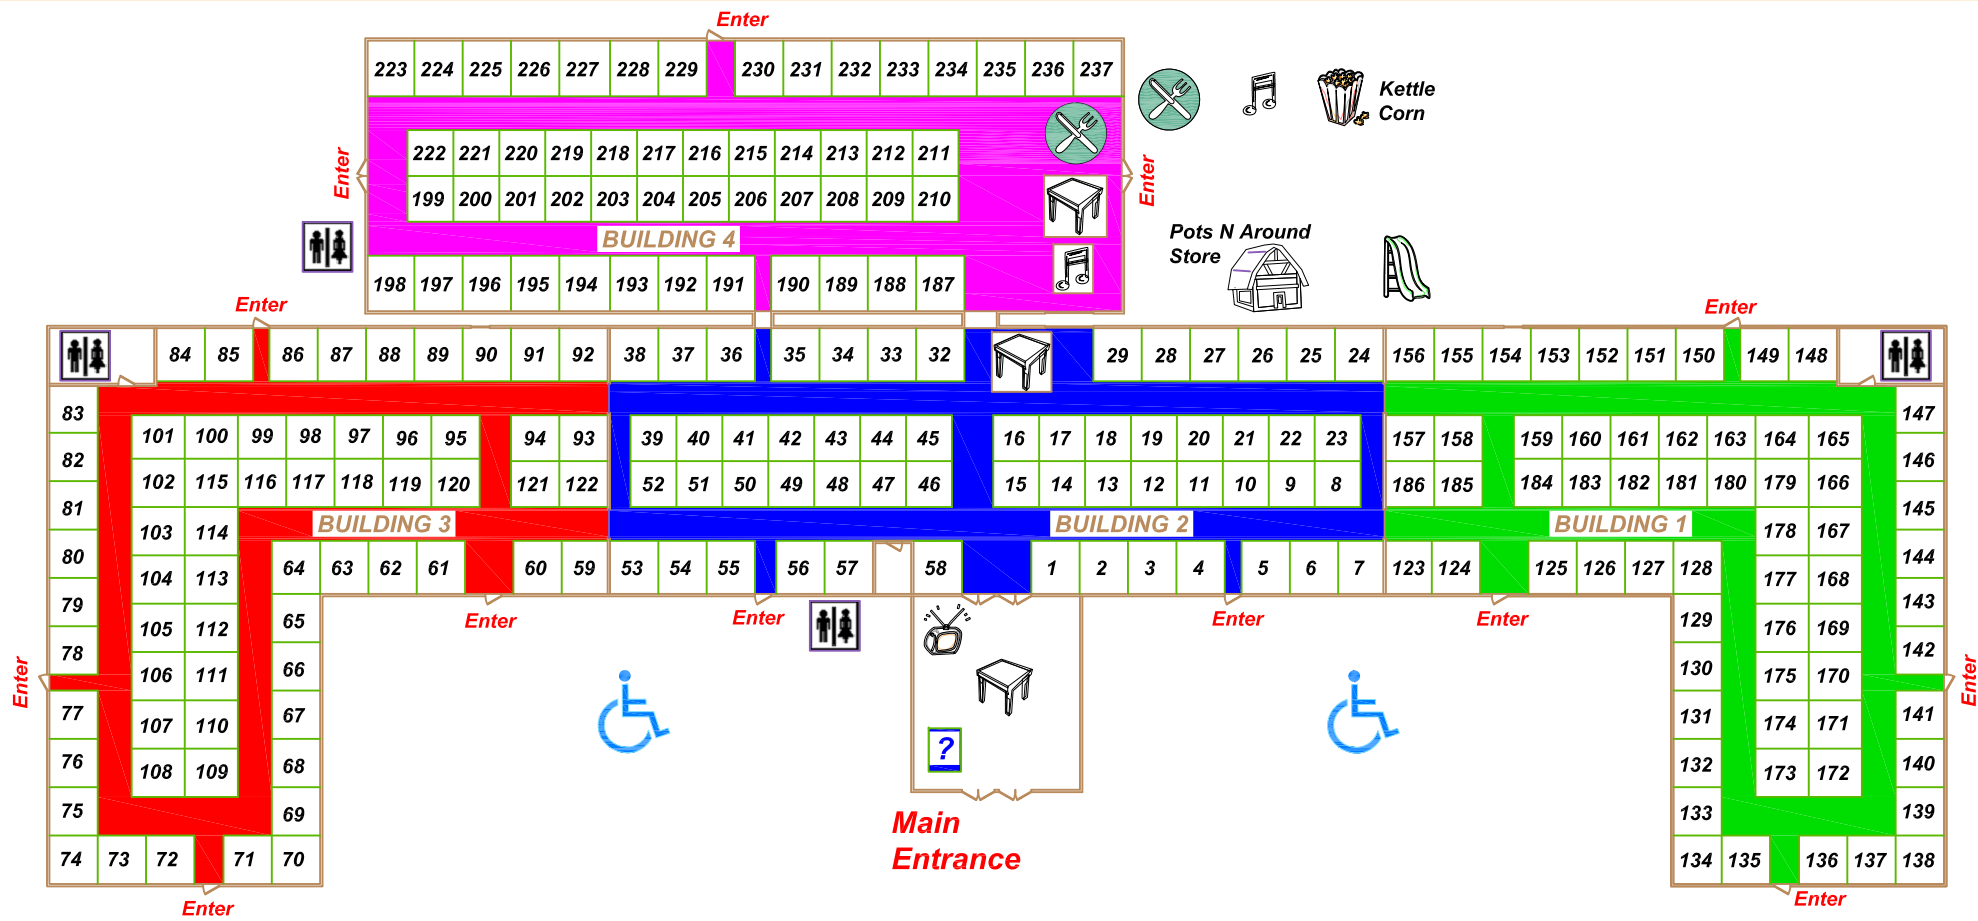 Enter
223 224 225 226 227 228 229 230 231 232 233 234 235 236 237
Kettle
Corn
Enter
222 221 220 219 218 217 216 215 214 213 212 211
Enter
199 200 201 202 203 204 205 206 207 208 209 210
BUILDING 4
Pots N Around
Store
198 197 196 195 194 193 192 191 190 189 188 187
Enter
Enter
84 85 86 87 88 89 90 91 92 38 37 36 35 34 33 32 29 28 27 26 25 24 156 155 154 153 152 151 150 149 148
83 147
101 100 99 98 97 96 95 94 93 39 40 41 42 43 44 45 16 17 18 19 20 21 22 23 157 158 159 160 161 162 163 164 165
82 146
102 115 116 117 118 119 120 121 122 52 51 50 49 48 47 46 15 14 13 12 11 10 9 8 186 185 184 183 182 181 180 179 166
81 145
BUILDING 3 BUILDING 2 BUILDING 1
103 114 178 167
80 144
64 63 62 61 60 59 53 54 55 56 57 58 1 2 3 4 5 6 7 123 124 125 126 127 128
104 113 177 168
79 143
Enter Enter Enter Enter
65 129
105 112 176 169
78 142
66 130
106 111 175 170
Enter Enter
77 141
67 131
107 110 174 171
?
76 140
68 132
108 109 173 172
75 139
69 133
Main
Entrance
74 73 72 71 70 134 135 136 137 138
Enter Enter